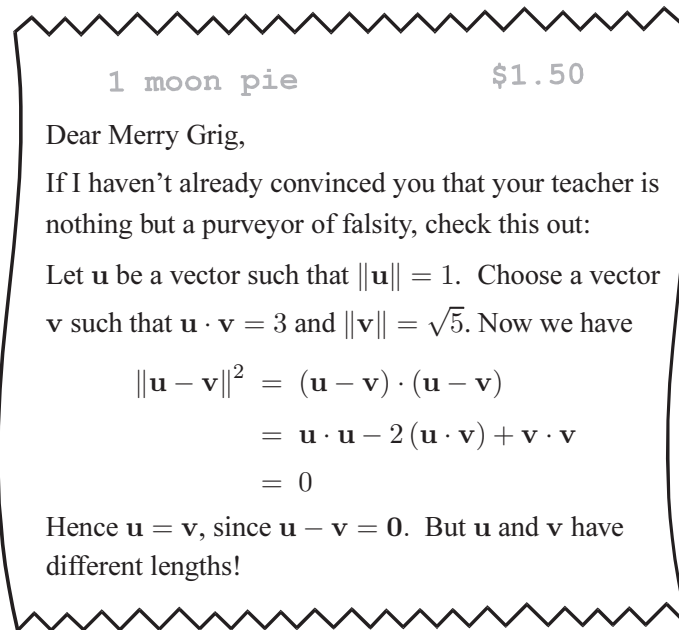 1 moon pie $1.50
Dear Merry Grig,
If I haven't already convinced you that your teacher is
nothing but a purveyor of falsity, check this out:
Let u be a vector such that ‖u‖ = 1. Choose a vector
v such that u · v = 3 and ‖v‖ = √5. Now we have
‖u − v‖² = (u − v) · (u − v)
= u · u − 2 (u · v) + v · v
= 0
Hence u = v, since u − v = 0. But u and v have
different lengths!